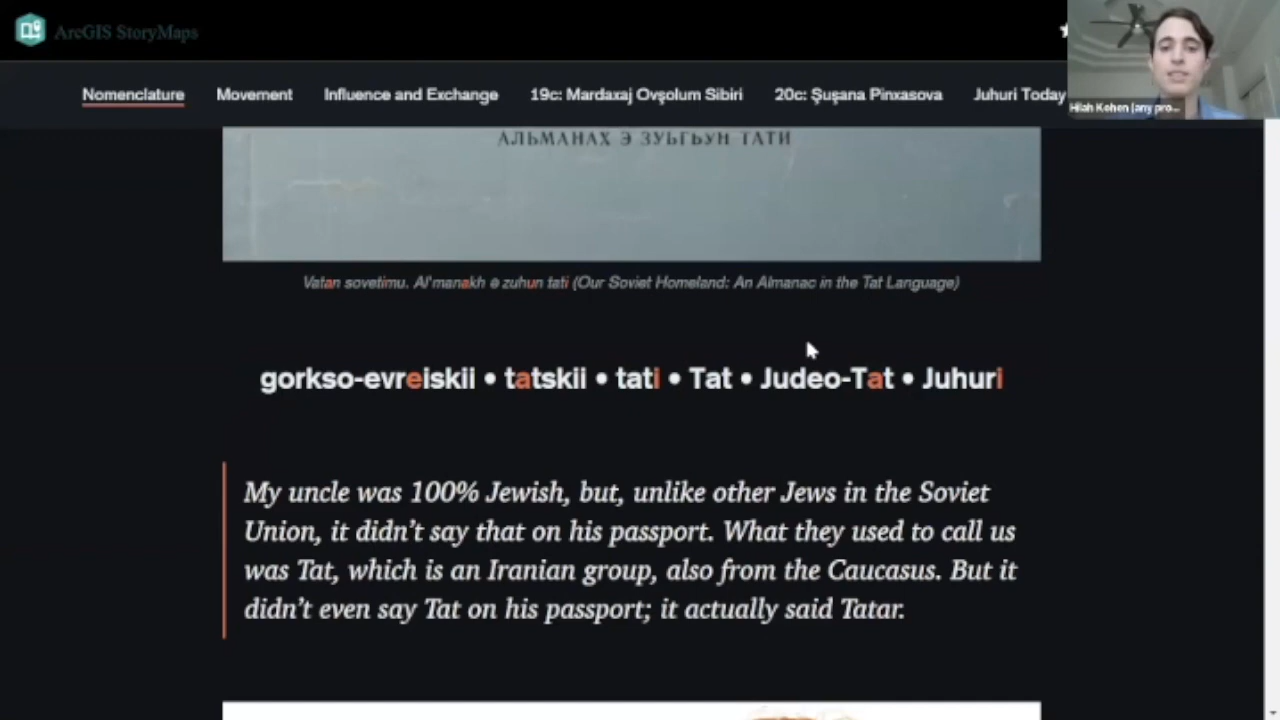 ArcGIS StoryMaps
Nomenclature Movement Influence and Exchange 19c: Mardaxaj Ovşolum Sibiri 20c: Şuşana Pinxasova Juhuri Today
Hilah Kohen (any pro...
АЛЬМАНАХ Э ЗУЬГЬУН ТАТИ
Vatan sovetimu. Al'manakh ə zuhun tati (Our Soviet Homeland: An Almanac in the Tat Language)
gorkso-evreiskii • tatskii • tati • Tat • Judeo-Tat • Juhuri
My uncle was 100% Jewish, but, unlike other Jews in the Soviet
Union, it didn’t say that on his passport. What they used to call us
was Tat, which is an Iranian group, also from the Caucasus. But it
didn’t even say Tat on his passport; it actually said Tatar.